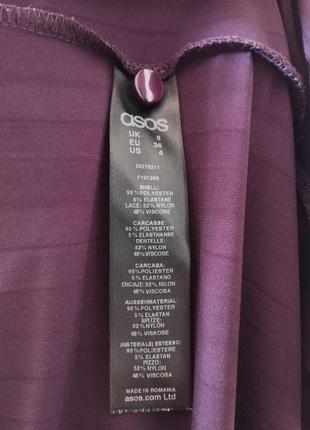 asos
UK 8
EU 36
US 4
00278211
F101269
SHELL:
95% POLYESTER
5% ELASTANE
LACE: 52% NYLON
48% VISCOSE
CARCASSE:
95% POLYESTER
5% ELASTHANNE
DENTELLE:
52% NYLON
48% VISCOSE
CARCASA:
95% POLIESTER
5% ELASTANO
ENCAJE: 52% NILON
48% VISCOSA
AUSSENMATERIAL:
95% POLYESTER
5% ELASTAN
SPITZE:
52% NYLON
48% VISKOSE
(MATERIALE) ESTERNO:
95% POLIESTERE
5% ELASTAN
PIZZO:
52% NYLON
48% VISCOSA
MADE IN ROMANIA
asos.com Ltd